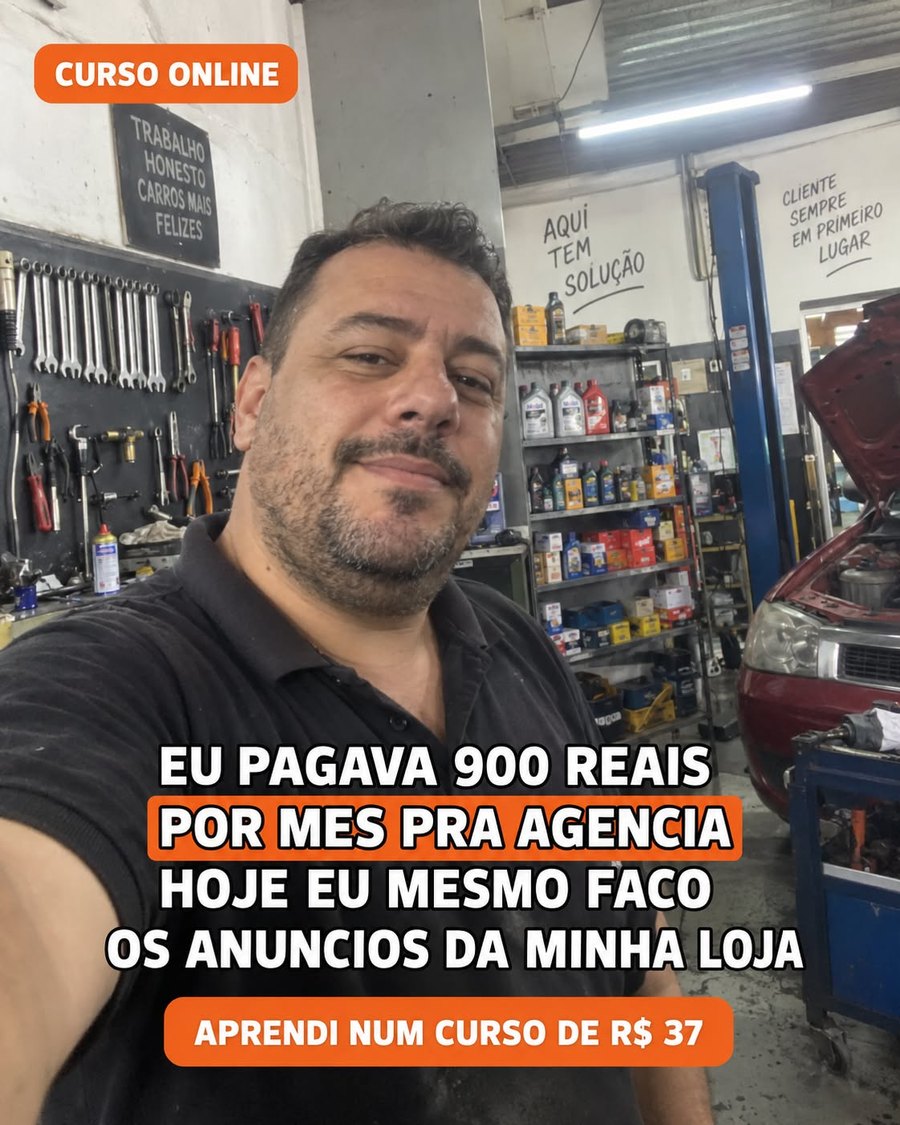 CURSO ONLINE
TRABALHO
HONESTO
CARROS MAIS
FELIZES
AQUI
TEM
SOLUÇÃO
CLIENTE
SEMPRE
EM PRIMEIRO
LUGAR
EU PAGAVA 900 REAIS
POR MES PRA AGENCIA
HOJE EU MESMO FACO
OS ANUNCIOS DA MINHA LOJA
APRENDI NUM CURSO DE R$ 37